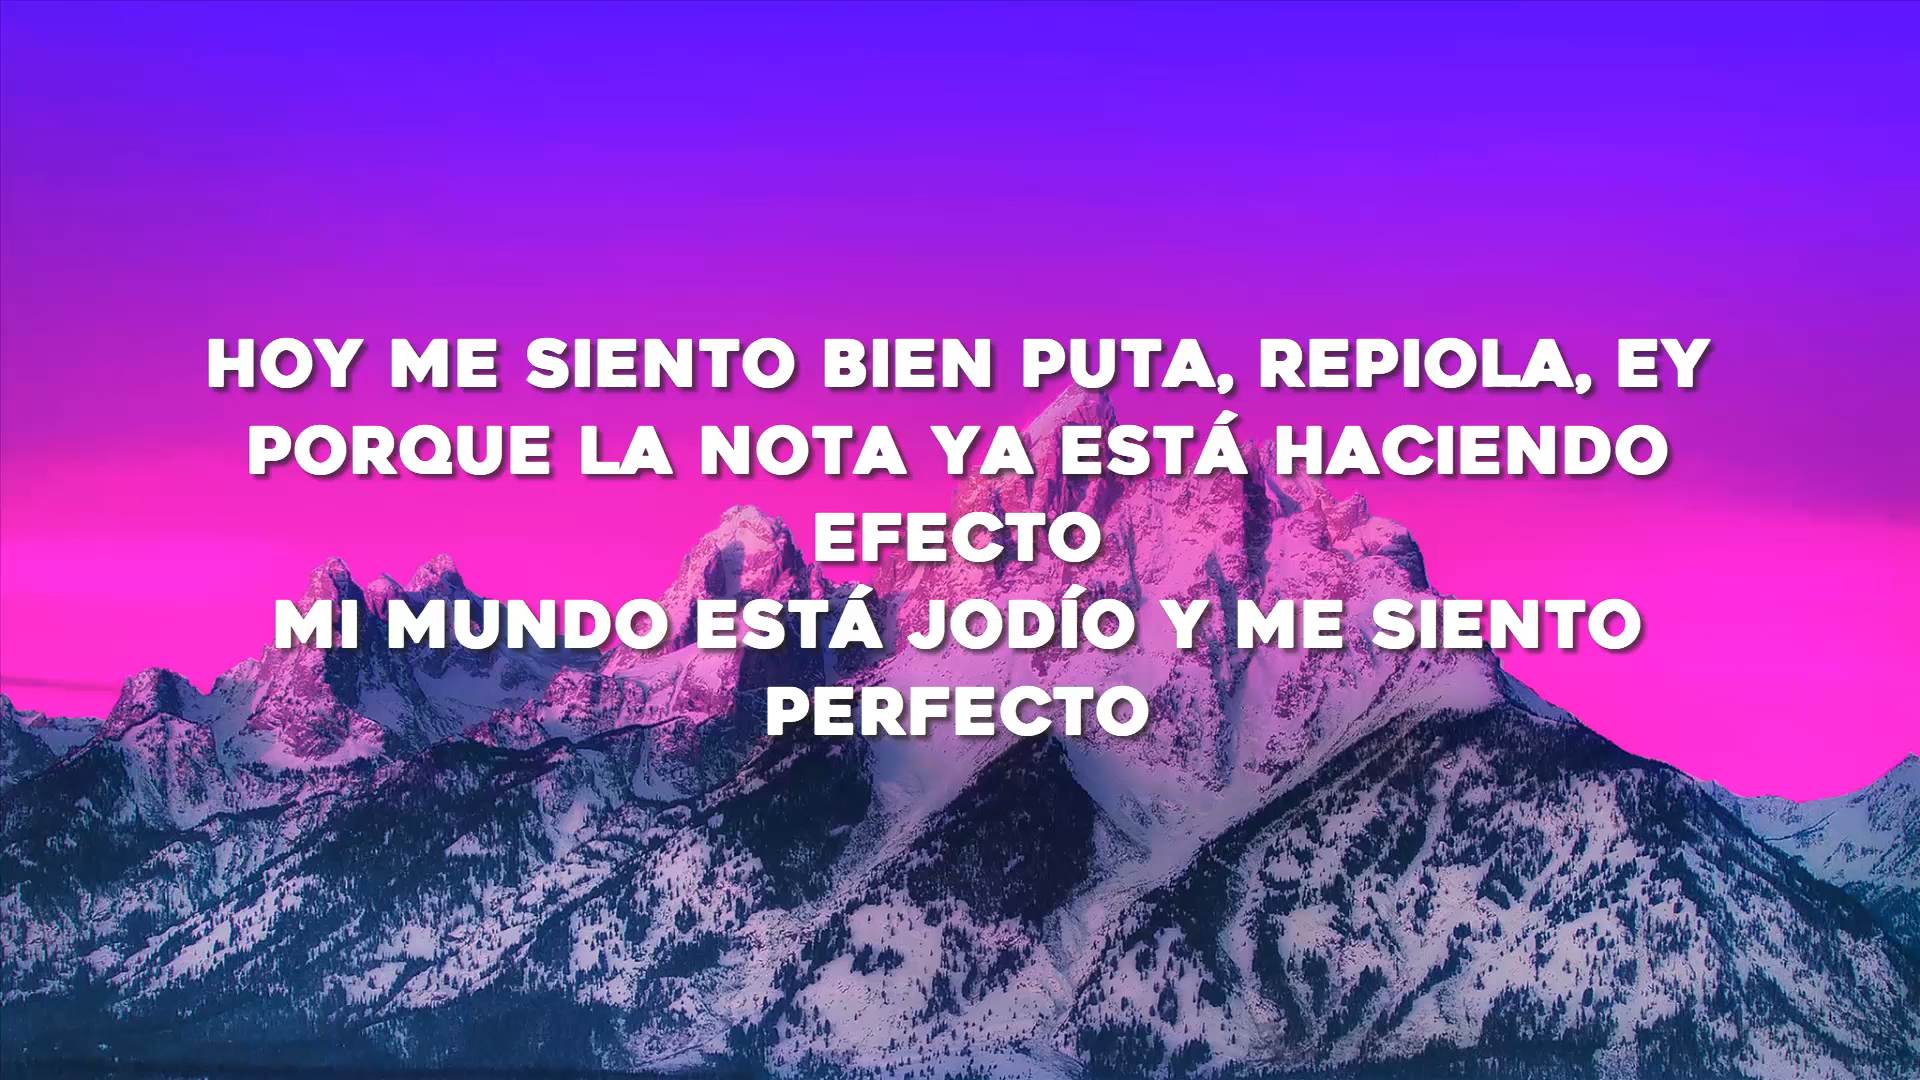 HOY ME SIENTO BIEN PUTA, REPIOLA, EY
PORQUE LA NOTA YA ESTÁ HACIENDO
EFECTO
MI MUNDO ESTÁ JODÍO Y ME SIENTO
PERFECTO